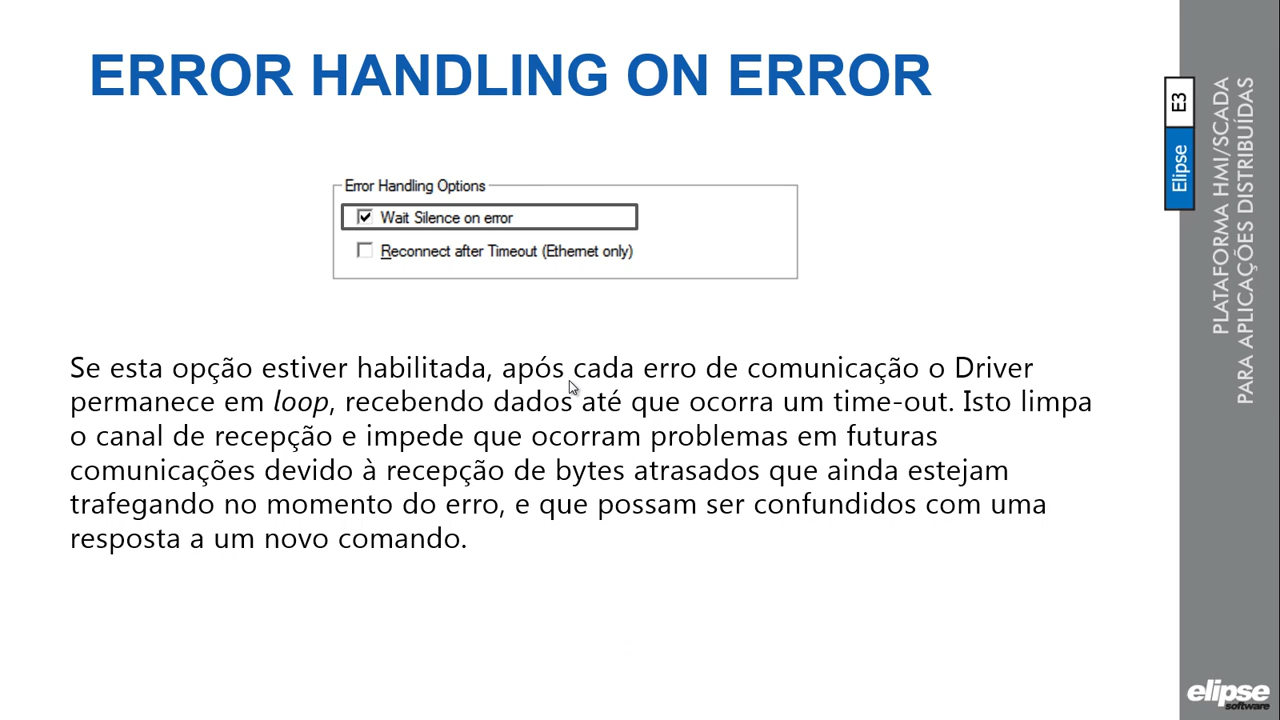 ERROR HANDLING ON ERROR
Error Handling Options
Wait Silence on error
Reconnect after Timeout (Ethernet only)
Se esta opção estiver habilitada, após cada erro de comunicação o Driver
permanece em loop, recebendo dados até que ocorra um time-out. Isto limpa
o canal de recepção e impede que ocorram problemas em futuras
comunicações devido à recepção de bytes atrasados que ainda estejam
trafegando no momento do erro, e que possam ser confundidos com uma
resposta a um novo comando.
Elipse E3
PLATAFORMA HMI/SCADA
PARA APLICAÇÕES DISTRIBUÍDAS
elipse
software